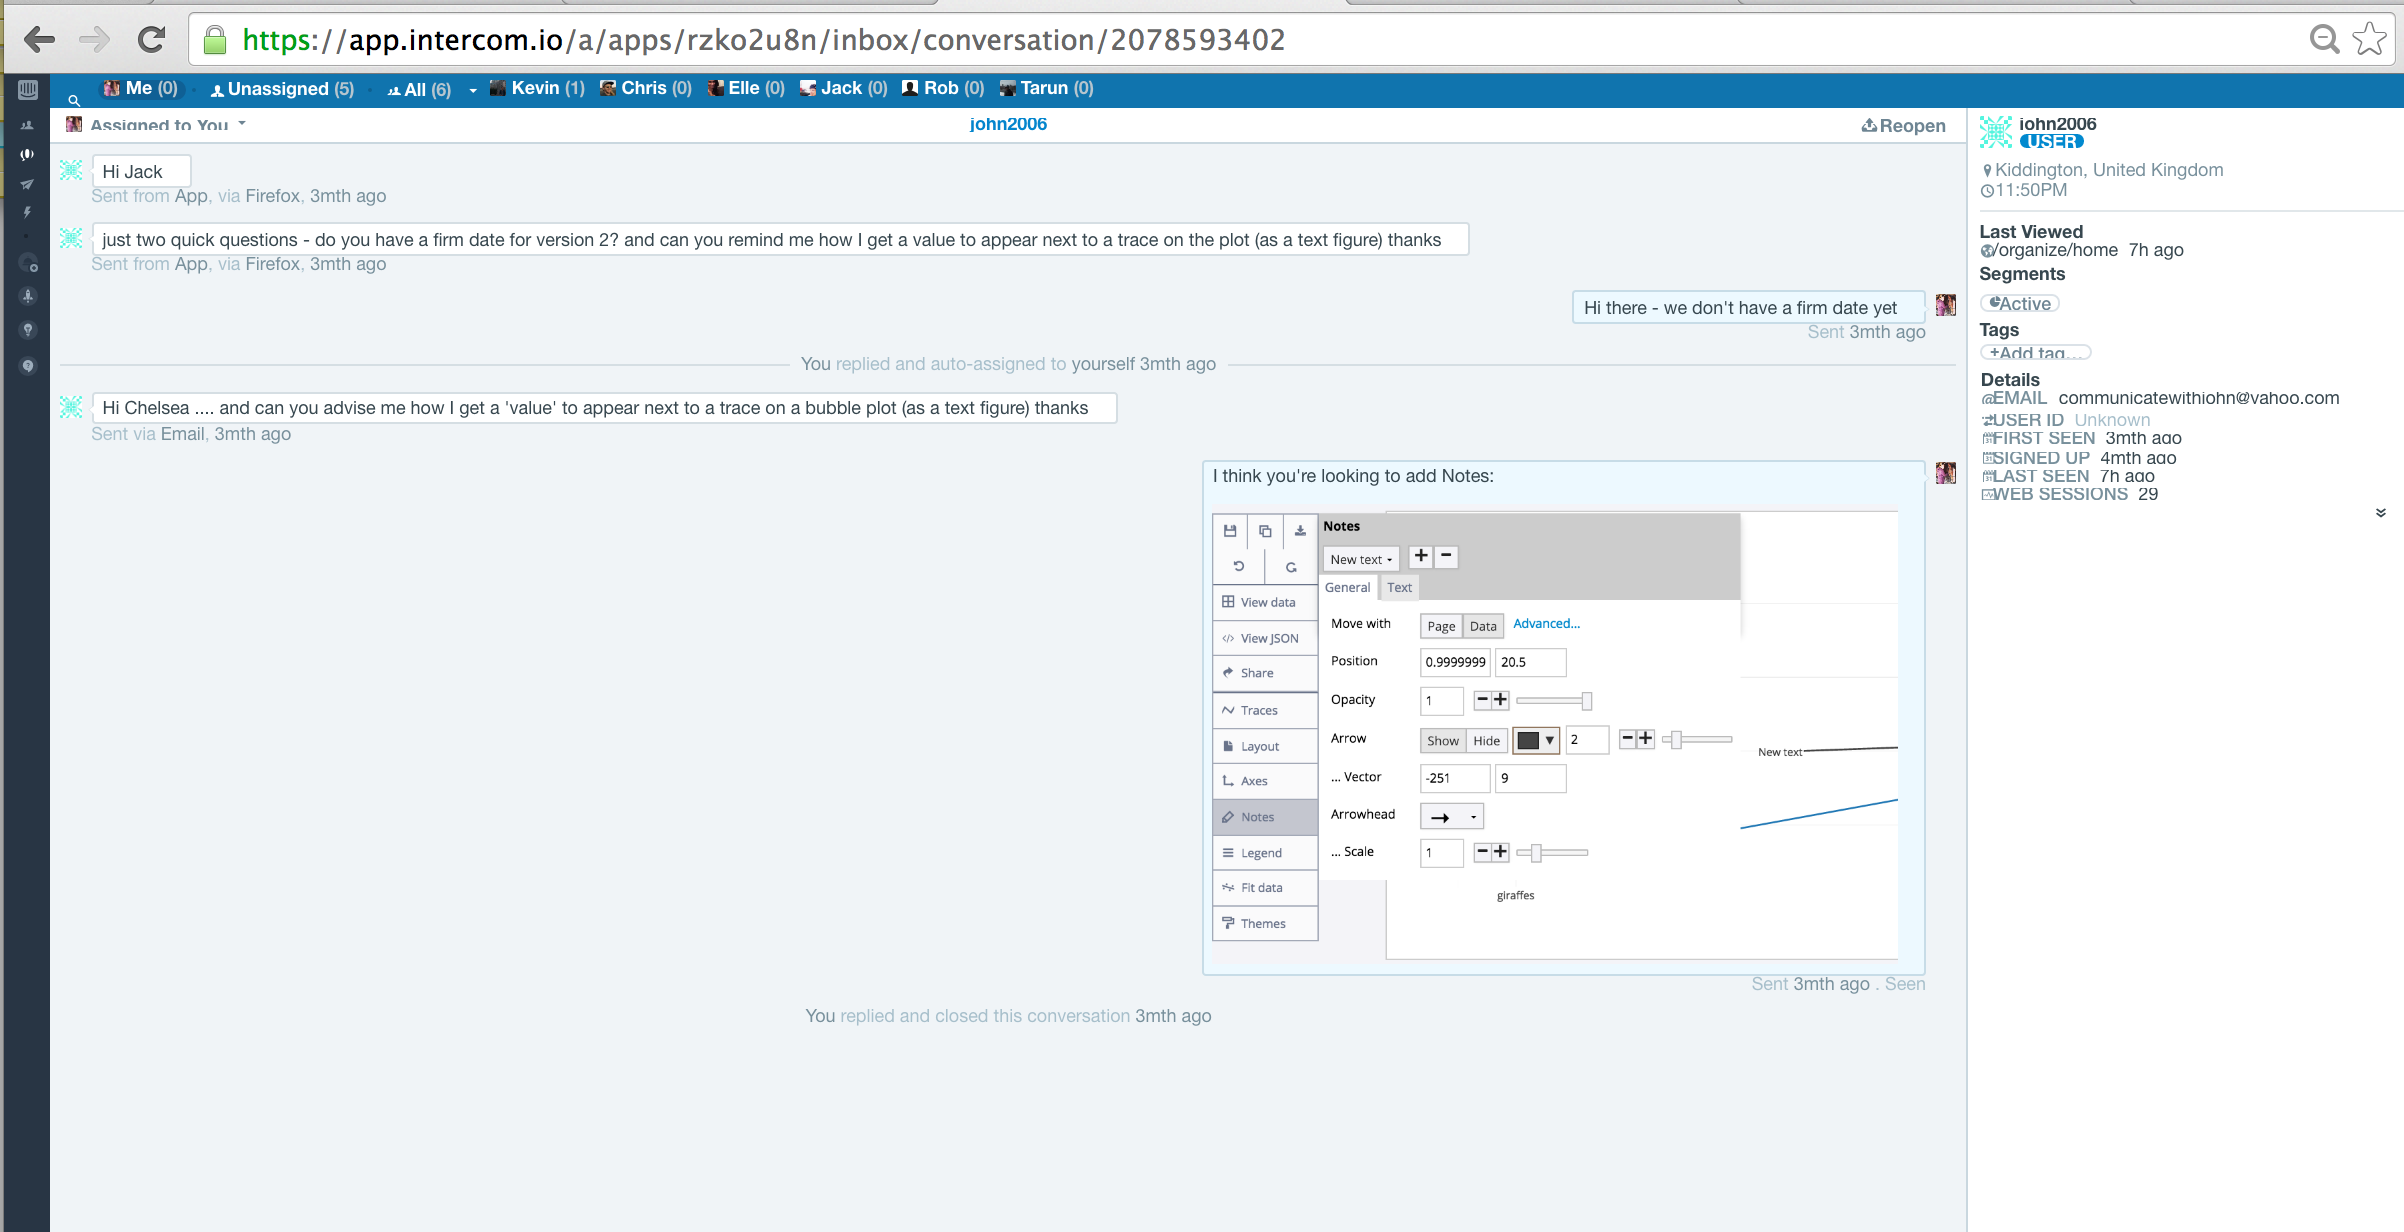 https://app.intercom.io/a/apps/rzko2u8n/inbox/conversation/2078593402
Me (0) Unassigned (5) All (6) Kevin (1) Chris (0) Elle (0) Jack (0) Rob (0) Tarun (0)
Assigned to You
john2006
Reopen
Hi Jack
Sent from App, via Firefox, 3mth ago
just two quick questions - do you have a firm date for version 2? and can you remind me how I get a value to appear next to a trace on the plot (as a text figure) thanks
Sent from App, via Firefox, 3mth ago
Hi there - we don't have a firm date yet
Sent 3mth ago
You replied and auto-assigned to yourself 3mth ago
Hi Chelsea .... and can you advise me how I get a 'value' to appear next to a trace on a bubble plot (as a text figure) thanks
Sent via Email, 3mth ago
I think you're looking to add Notes:
View data
View JSON
Share
Traces
Layout
Axes
Notes
Legend
Fit data
Themes
Notes
New text + −
General Text
Move with Page Data Advanced...
Position 0.9999999 20.5
Opacity 1 − +
Arrow Show Hide 2 − +
... Vector -251 9
Arrowhead
... Scale 1 − +
New text
giraffes
Sent 3mth ago . Seen
You replied and closed this conversation 3mth ago
john2006
USER
Kiddington, United Kingdom
11:50PM
Last Viewed
/organize/home 7h ago
Segments
Active
Tags
+Add tag...
Details
@EMAIL communicatewithjohn@yahoo.com
USER ID Unknown
FIRST SEEN 3mth ago
SIGNED UP 4mth ago
LAST SEEN 7h ago
WEB SESSIONS 29